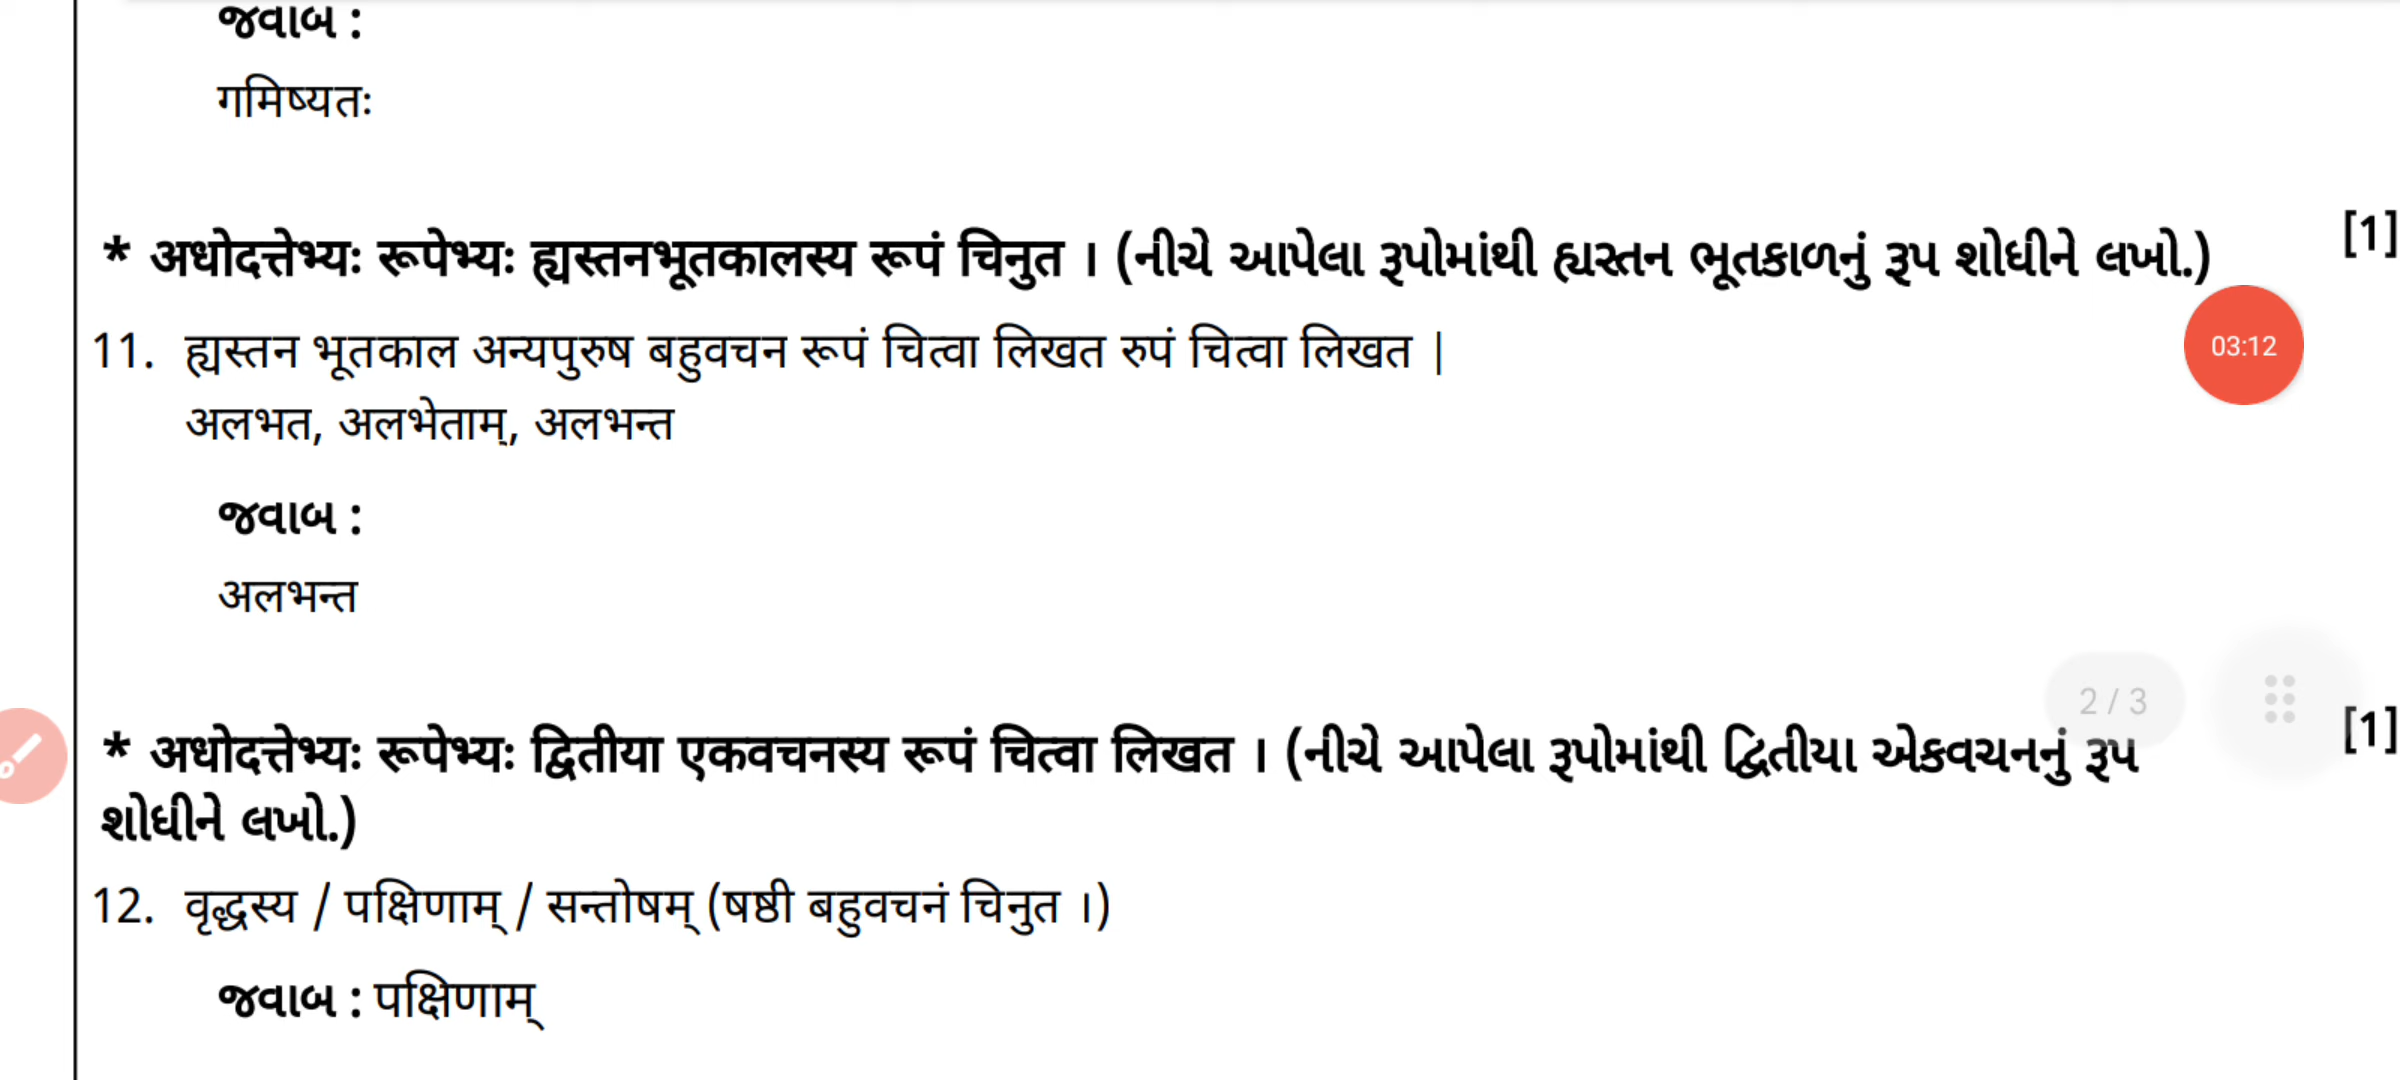 જવાબ :
गमिष्यतः
* अधोदत्तेभ्यः रूपेभ्यः ह्यस्तनभूतकालस्य रूपं चिनुत । (નીચે આપેલા રૂપોમાંથી હ્યસ્તન ભૂતકાળનું રૂપ શોધીને લખો.) [1]
11. ह्यस्तन भूतकाल अन्यपुरुष बहुवचन रूपं चित्वा लिखत रुपं चित्वा लिखत |
03:12
अलभत, अलभेताम्, अलभन्त
જવાબ :
अलभन्त
2 / 3
* अधोदत्तेभ्यः रूपेभ्यः द्वितीया एकवचनस्य रूपं चित्वा लिखत । (નીચે આપેલા રૂપોમાંથી દ્વિતીયા એકવચનનું રૂપ [1]
શોધીને લખો.)
12. वृद्धस्य / पक्षिणाम् / सन्तोषम् (षष्ठी बहुवचनं चिनुत ।)
જવાબ : पक्षिणाम्